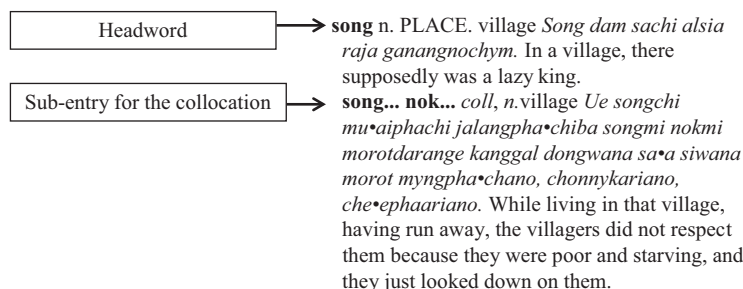 Headword
song n. PLACE. village Song dam sachi alsia
raja ganangnochym. In a village, there
supposedly was a lazy king.
Sub-entry for the collocation
song... nok... coll, n.village Ue songchi
mu•aiphachi jalangpha•chiba songmi nokmi
morotdarange kanggal dongwana sa•a siwana
morot myngpha•chano, chonnykariano,
che•ephaariano. While living in that village,
having run away, the villagers did not respect
them because they were poor and starving, and
they just looked down on them.